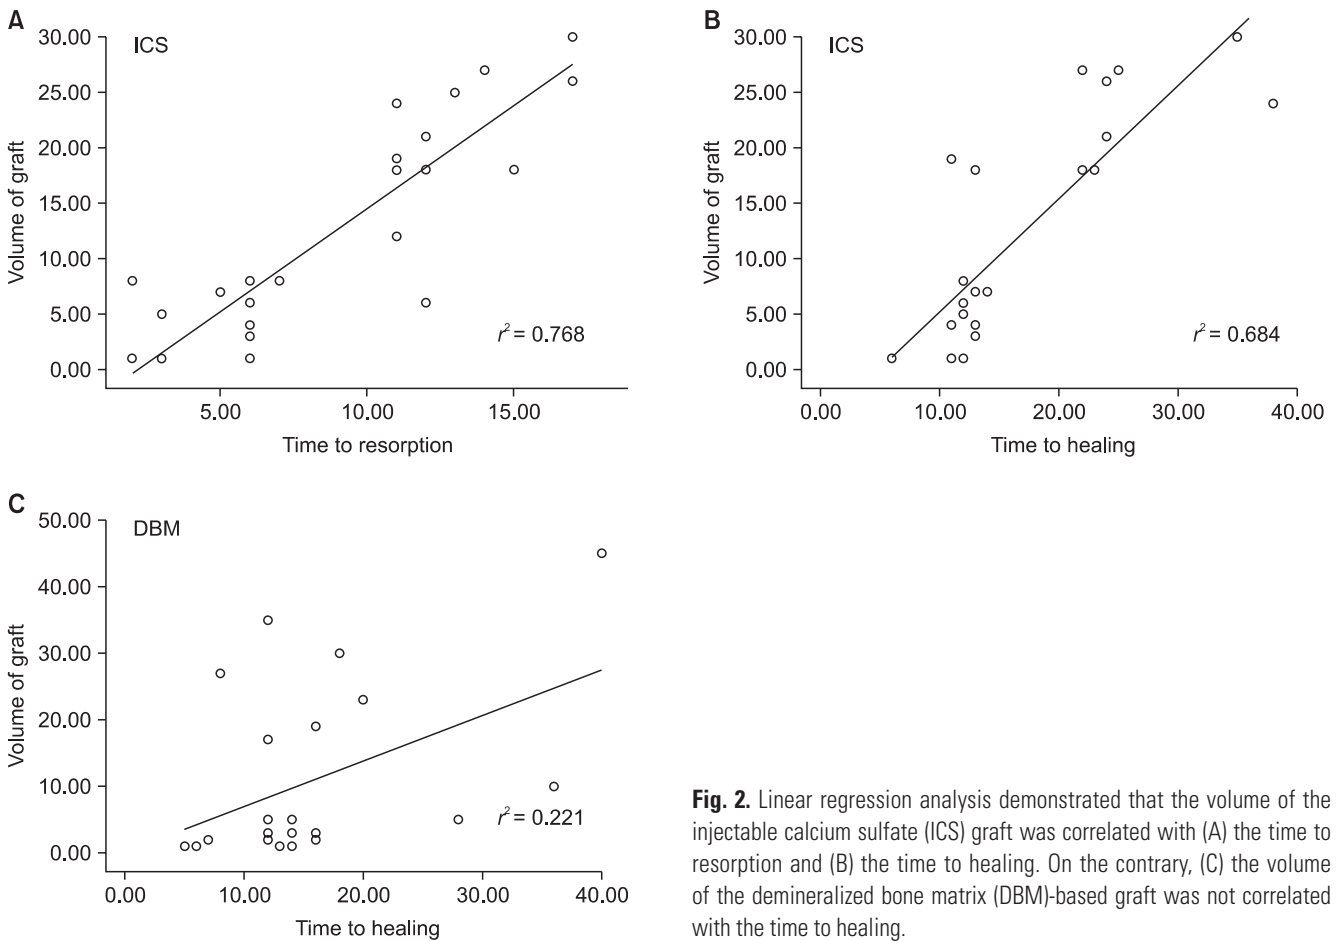 A
ICS
30.00
25.00
20.00
15.00
10.00
5.00
0.00
Volume of graft
r² = 0.768
5.00 10.00 15.00
Time to resorption
B
ICS
30.00
25.00
20.00
15.00
10.00
5.00
0.00
Volume of graft
r² = 0.684
0.00 10.00 20.00 30.00 40.00
Time to healing
C
DBM
50.00
40.00
30.00
20.00
10.00
0.00
Volume of graft
r² = 0.221
0.00 10.00 20.00 30.00 40.00
Time to healing
Fig. 2. Linear regression analysis demonstrated that the volume of the
injectable calcium sulfate (ICS) graft was correlated with (A) the time to
resorption and (B) the time to healing. On the contrary, (C) the volume
of the demineralized bone matrix (DBM)-based graft was not correlated
with the time to healing.